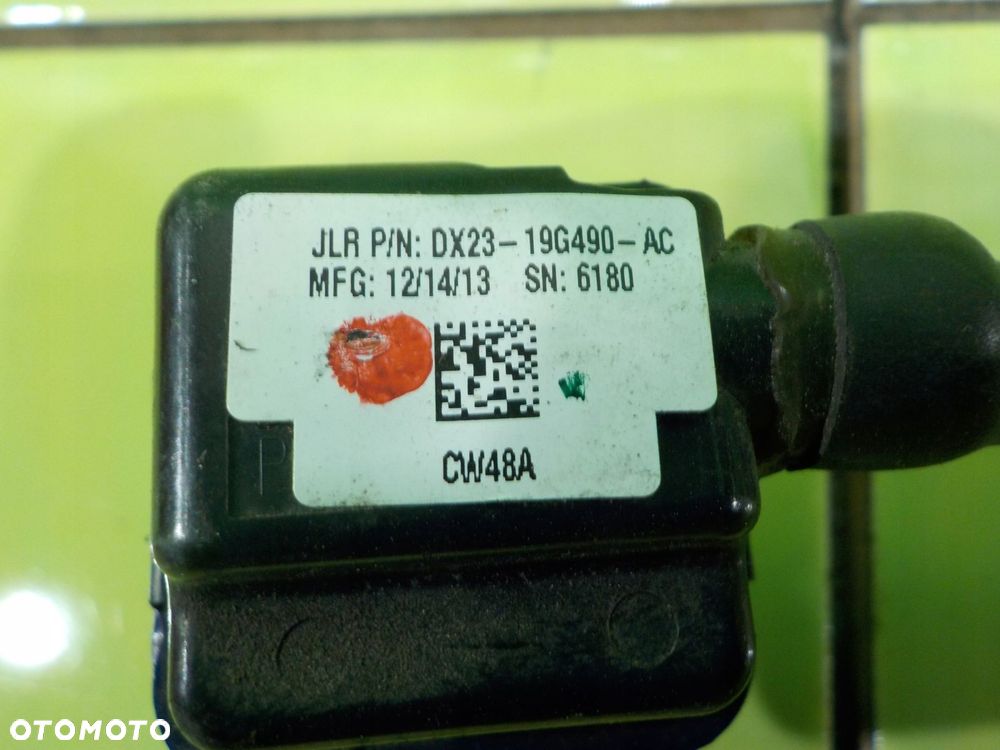 JLR P/N: DX23-19G490-AC
MFG: 12/14/13 SN: 6180
CW48A
P
OTOMOTO